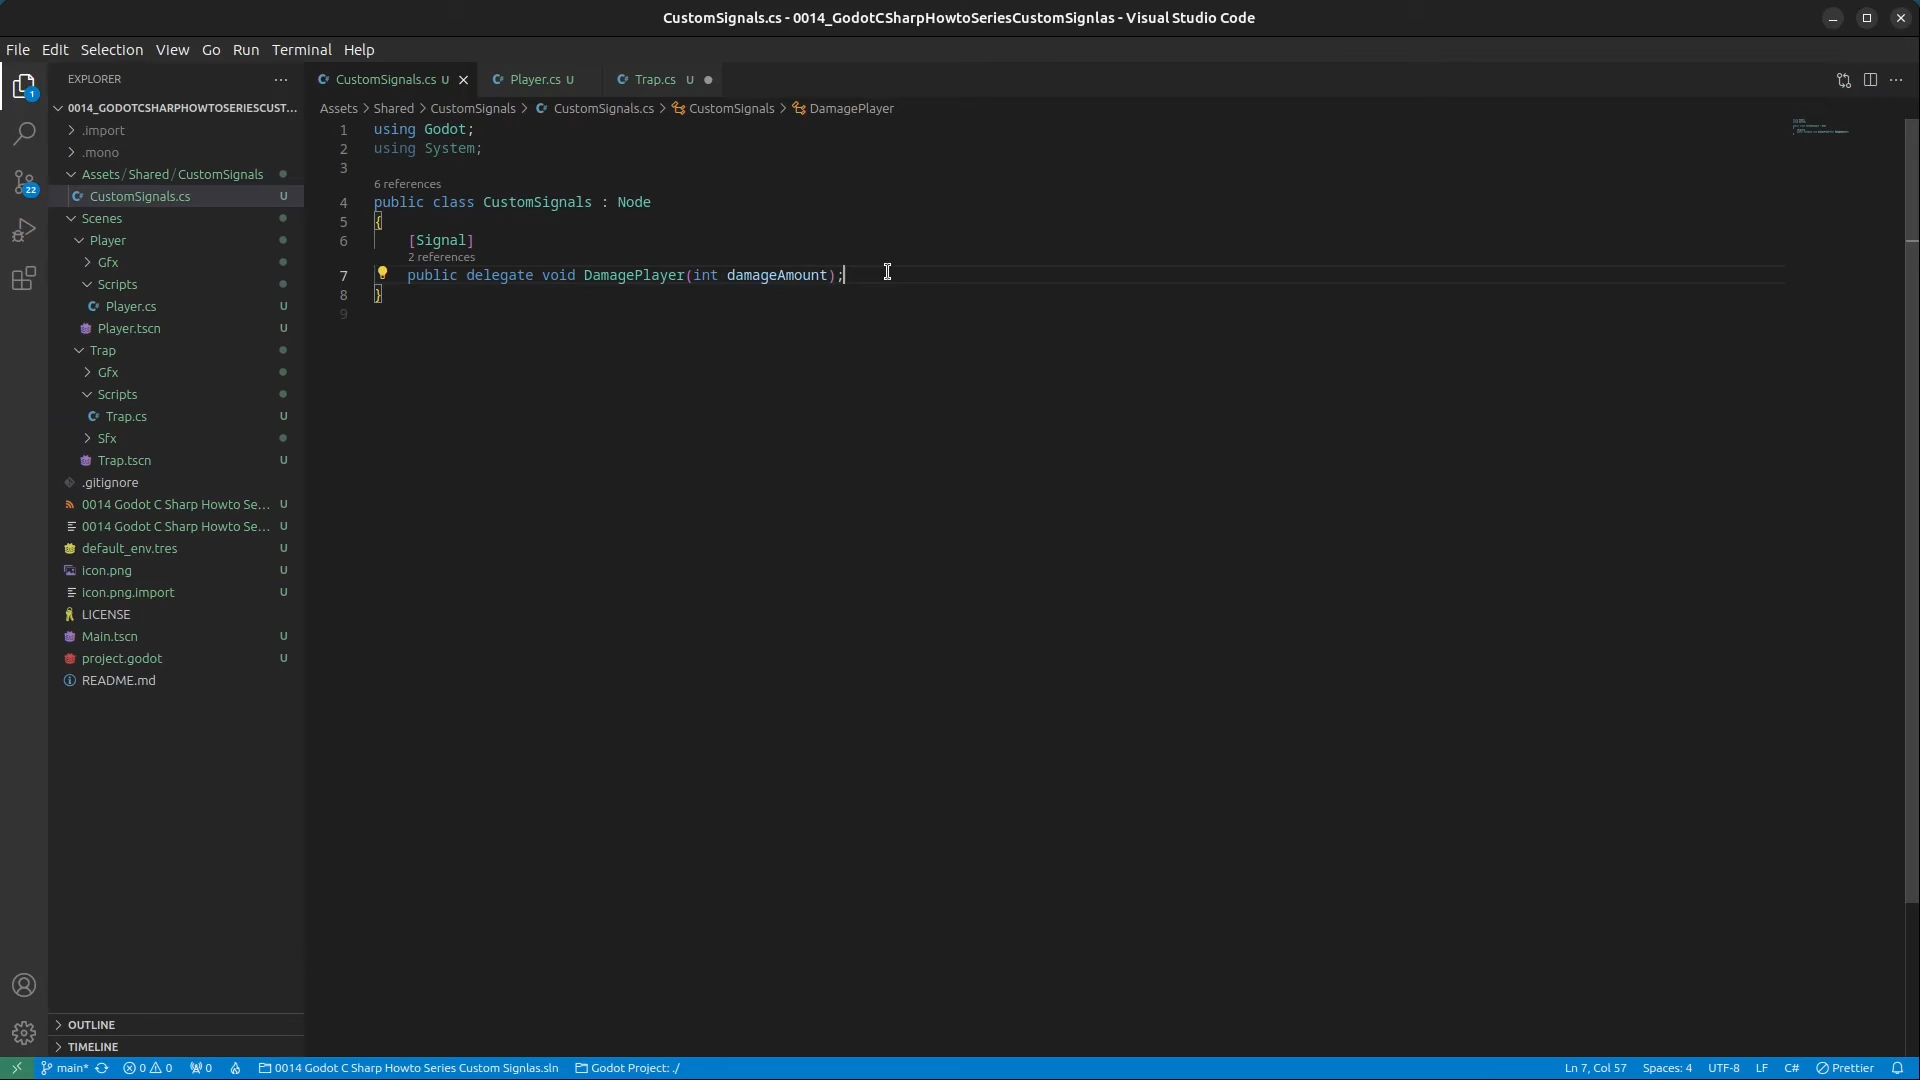 CustomSignals.cs - 0014_GodotCSharpHowtoSeriesCustomSignlas - Visual Studio Code
File Edit Selection View Go Run Terminal Help
EXPLORER
CustomSignals.cs U
Player.cs U
Trap.cs U
0014_GODOTCSHARPHOWTOSERIESCUST...
.import
.mono
Assets/Shared/CustomSignals
CustomSignals.cs U
Scenes
Player
Gfx
Scripts
Player.cs U
Player.tscn U
Trap
Gfx
Scripts
Trap.cs U
Sfx
Trap.tscn U
.gitignore
0014 Godot C Sharp Howto Se... U
0014 Godot C Sharp Howto Se... U
default_env.tres U
icon.png U
icon.png.import U
LICENSE
Main.tscn U
project.godot U
README.md
OUTLINE
TIMELINE
1
22
Assets > Shared > CustomSignals > CustomSignals.cs > CustomSignals > DamagePlayer
1 using Godot;
2 using System;
3
6 references
4 public class CustomSignals : Node
5 {
6 [Signal]
2 references
7 public delegate void DamagePlayer(int damageAmount);
8 }
9
main* 0 0 0 0014 Godot C Sharp Howto Series Custom Signlas.sln Godot Project: ./ Ln 7, Col 57 Spaces: 4 UTF-8 LF C# Prettier